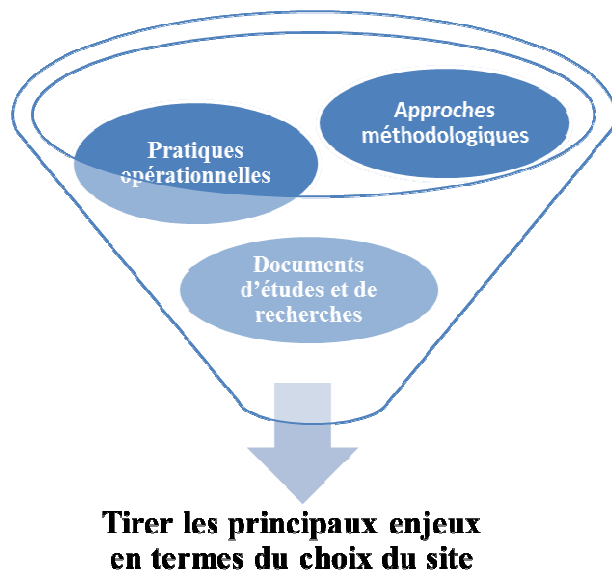 Approches
méthodologiques
Pratiques
opérationnelles
Documents
d'études et de
recherches
Tirer les principaux enjeux
en termes du choix du site